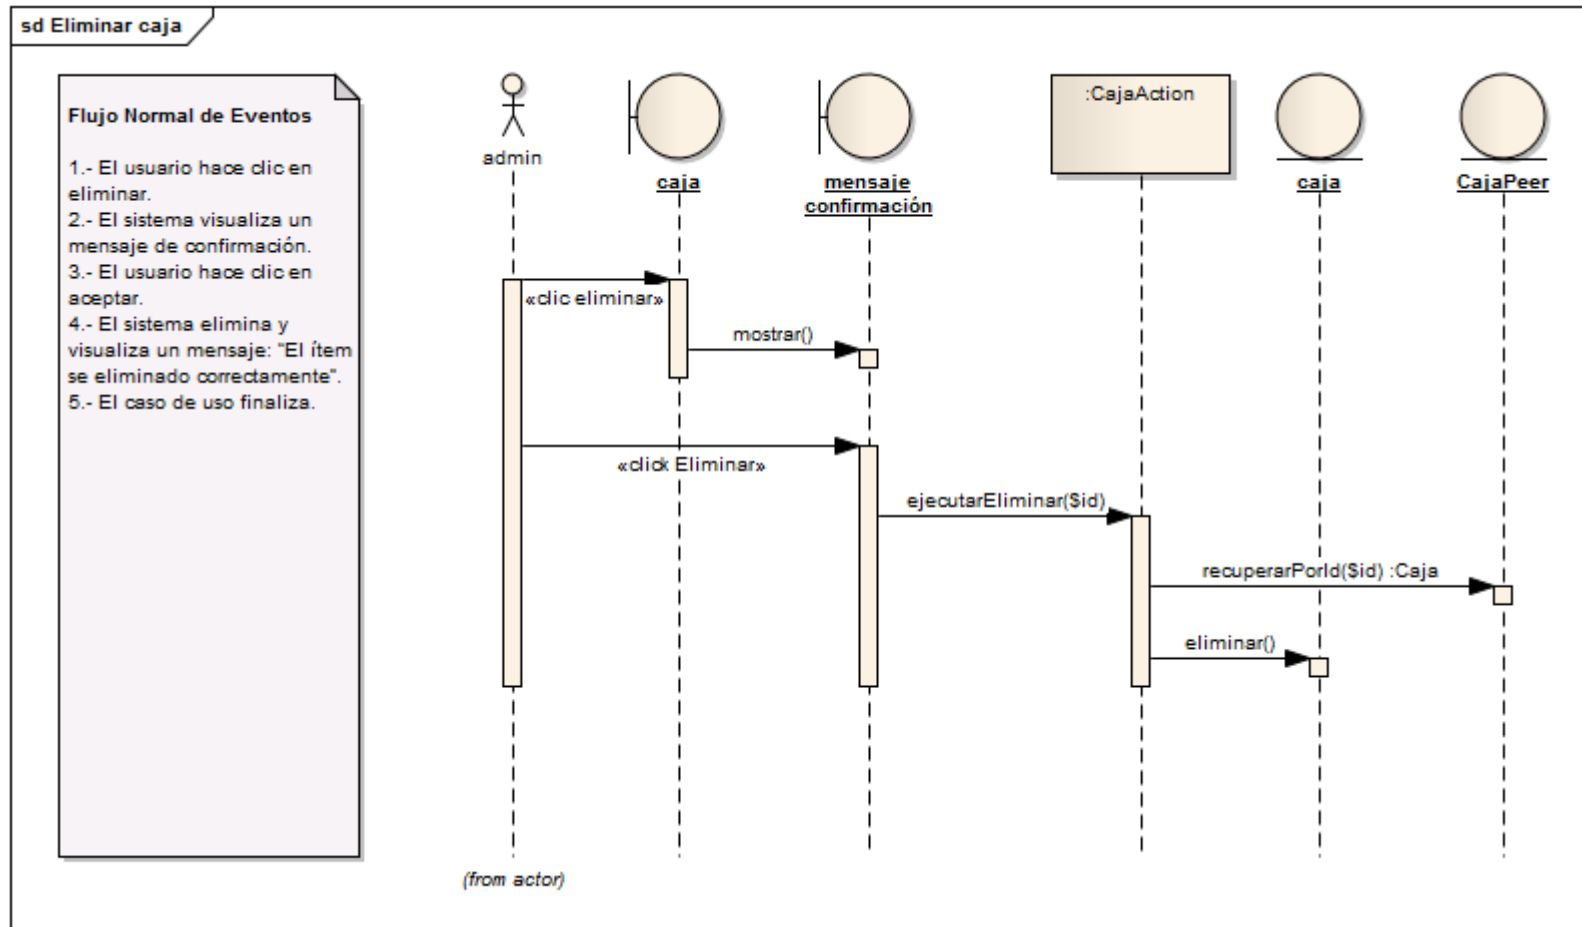 sd Eliminar caja
Flujo Normal de Eventos
1.- El usuario hace clic en
eliminar.
2.- El sistema visualiza un
mensaje de confirmación.
3.- El usuario hace clic en
aceptar.
4.- El sistema elimina y
visualiza un mensaje: "El ítem
se eliminado correctamente".
5.- El caso de uso finaliza.
admin
caja
mensaje
confirmación
:CajaAction
caja
CajaPeer
«clic eliminar»
mostrar()
«click Eliminar»
ejecutarEliminar($id)
recuperarPorId($id) :Caja
eliminar()
(from actor)